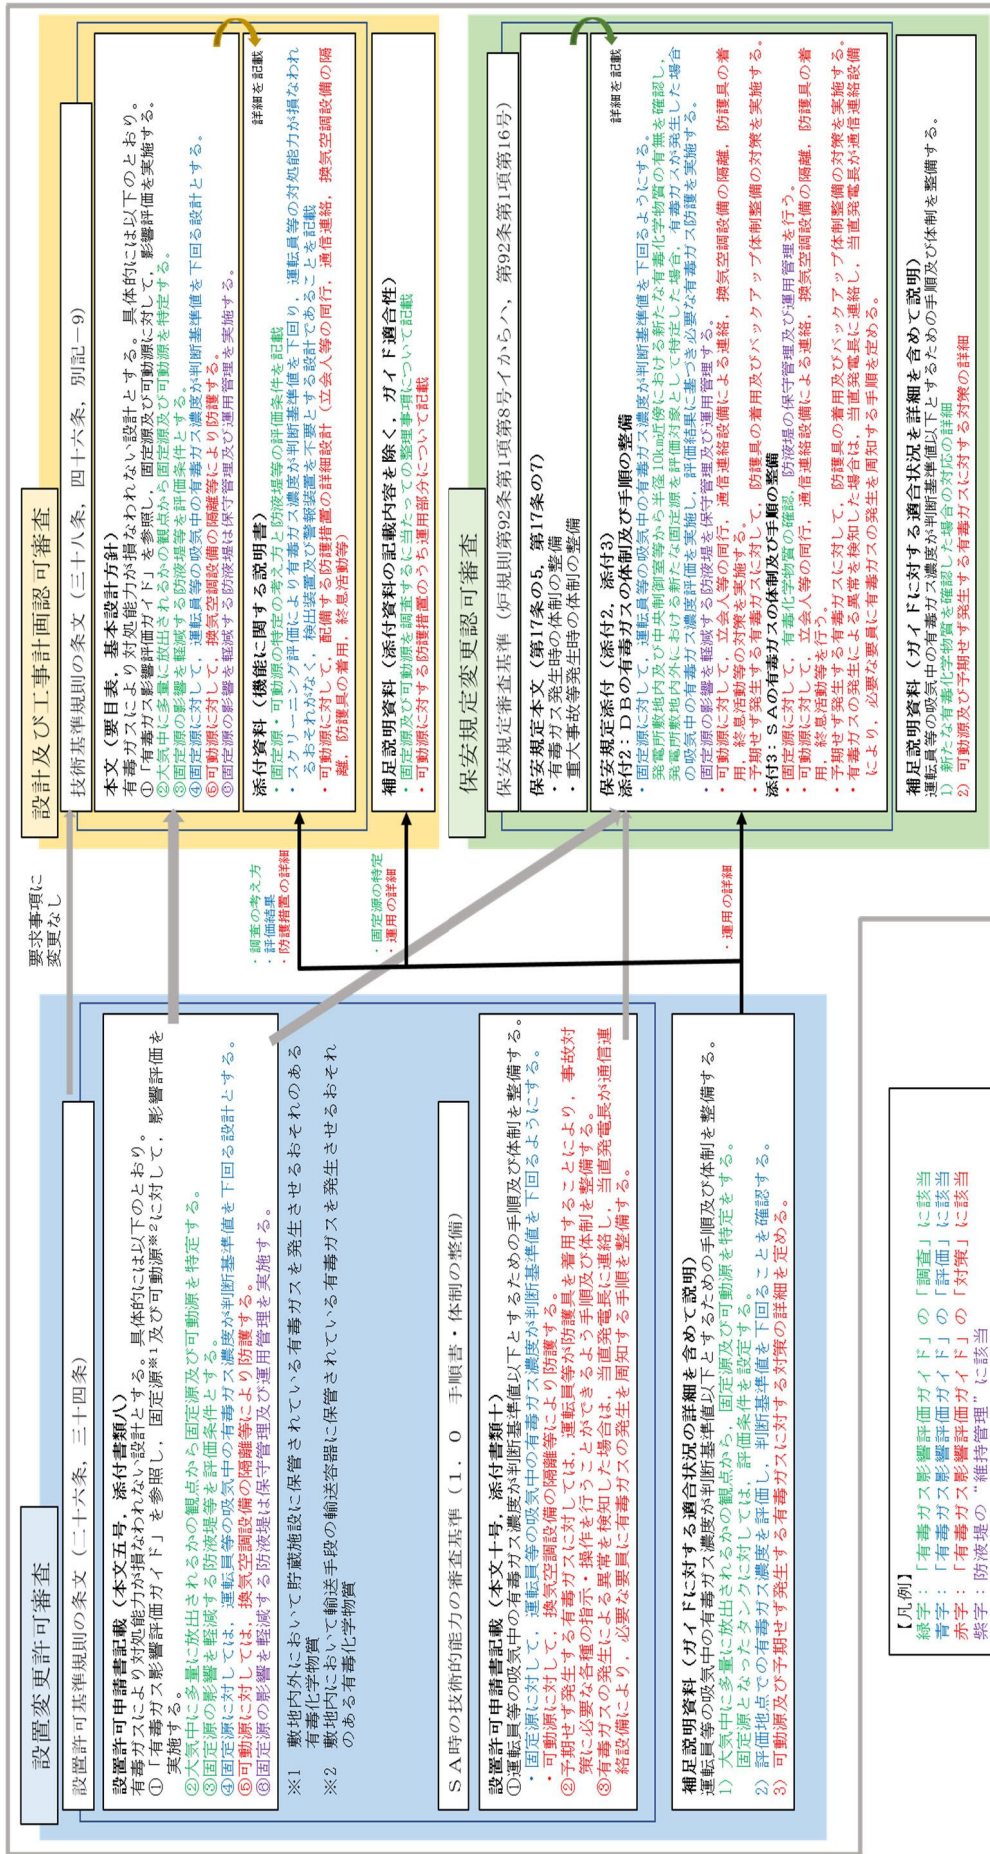 設置変更許可審査
設置許可基準規則の条文（二十六条，三十四条）
設置許可申請書記載（本文五号，添付書類八）
有毒ガスにより対処能力が損なわれない設計とする。具体的には以下のとおり。
①「有毒ガス影響評価ガイド」を参照し，固定源※1及び可動源※2に対して，影響評価を
実施する。
②大気中に多量に放出されるかの観点から固定源及び可動源を特定する。
③固定源の影響を軽減する防液堤等を評価条件とする。
④固定源に対しては，運転員等の吸気中の有毒ガス濃度が判断基準値を下回る設計とする。
⑤可動源に対しては，換気空調設備の隔離等により防護する。
⑥固定源の影響を軽減する防液堤は保守管理及び運用管理を実施する。
※1　敷地内外において貯蔵施設に保管されている有毒ガスを発生させるおそれのある
有毒化学物質
※2　敷地内において輸送手段の輸送容器に保管されている有毒ガスを発生させるおそれ
のある有毒化学物質
ＳＡ時の技術的能力の審査基準（１．０　手順書・体制の整備）
設置許可申請書記載（本文十号，添付書類十）
①運転員等の吸気中の有毒ガス濃度が判断基準値以下とするための手順及び体制を整備する。
・固定源に対して，運転員等の吸気中の有毒ガス濃度が判断基準値を下回るようにする。
・可動源に対して，換気空調設備の隔離等により防護する。
②予期せず発生する有毒ガスに対しては，運転員等が防護具を着用することにより，事故対
策に必要な各種の指示・操作を行うことができるよう手順及び体制を整備する。
③有毒ガスの発生による異常を検知した場合は，当直発電長に連絡し，当直発電長が通信連
絡設備により，必要な要員に有毒ガスの発生を周知する手順を整備する。
補足説明資料（ガイドに対する適合状況の詳細を含めて説明）
運転員等の吸気中の有毒ガス濃度が判断基準値以下とするための手順及び体制を整備する。
1）大気中に多量に放出されるかの観点から，固定源及び可動源を特定をする。
固定源となったタンクに対しては，評価条件を設定する。
2）評価地点での有毒ガス濃度を評価し，判断基準値を下回ることを確認する。
3）可動源及び予期せず発生する有毒ガスに対する対策の詳細を定める。
【凡例】
緑字：「有毒ガス影響評価ガイド」の「調査」に該当
青字：「有毒ガス影響評価ガイド」の「評価」に該当
赤字：「有毒ガス影響評価ガイド」の「対策」に該当
紫字：防液堤の“維持管理”に該当
要求事項に
変更なし
・調査の考え方
・評価結果
・防護措置の詳細
・固定源の特定
・運用の詳細
・運用の詳細
設計及び工事計画認可審査
技術基準規則の条文（三十八条，四十六条，別記－9）
本文（要目表，基本設計方針）
有毒ガスにより対処能力が損なわれない設計とする。具体的には以下のとおり。
①「有毒ガス影響評価ガイド」を参照し，固定源及び可動源に対して，影響評価を実施する。
②大気中に多量に放出されるかの観点から固定源及び可動源を特定する。
③固定源の影響を軽減する防液堤等を評価条件とする。
④固定源に対して，運転員等の吸気中の有毒ガス濃度が判断基準値を下回る設計とする。
⑤可動源に対して，換気空調設備の隔離等により防護する。
⑥固定源の影響を軽減する防液堤は保守管理及び運用管理を実施する。
添付資料（機能に関する説明書）
詳細を記載
・固定源・可動源の特定の考え方と防液堤等の評価条件を記載
・スクリーニング評価により有毒ガス濃度が判断基準値を下回り，運転員等の対処能力が損なわれ
るおそれがなく，検出装置及び警報装置を不要とする設計であることを記載
・可動源に対して，配備する防護措置の詳細設計（立会人等の同行，通信連絡，換気空調設備の隔
離，防護具の着用，終息活動等）
補足説明資料（添付資料の記載内容を除く，ガイド適合性）
・固定源及び可動源を調査するに当たっての整理事項について記載
・可動源に対する防護措置のうち運用部分について記載
保安規定変更認可審査
保安規定審査基準（炉規則第92条第1項第8号イからハ，第92条第1項第16号）
保安規定本文（第17条の5，第17条の7）
・有毒ガス発生時の体制の整備
・重大事故等発生時の体制の整備
保安規定添付（添付2，添付3）
詳細を記載
添付2：ＤＢの有毒ガスの体制及び手順の整備
・固定源に対して，運転員等の吸気中の有毒ガス濃度が判断基準値を下回るようにする。
発電所敷地内及び中央制御室等から半径10km近傍における新たな有毒化学物質の有無を確認し，
発電所敷地内外における新たな固定源を評価対象として特定した場合，有毒ガスが発生した場合
の吸気中の有毒ガス濃度評価を実施し，評価結果に基づき必要な有毒ガス防護を実施する。
・固定源の影響を軽減する防液堤を保守管理及び運用管理する。
・可動源に対して，立会人等の同行，通信連絡設備による連絡，換気空調設備の隔離，防護具の着
用，終息活動等の対策を実施する。
・予期せず発生する有毒ガスに対して，防護具の着用及びバックアップ体制整備の対策を実施する。
添付3：ＳＡの有毒ガスの体制及び手順の整備
・固定源に対して，有毒化学物質の確認，防液堤の保守管理及び運用管理を行う。
・可動源に対して，立会人等の同行，通信連絡設備による連絡，換気空調設備の隔離，防護具の着
用，終息活動等を行う。
・予期せず発生する有毒ガスに対して，防護具の着用及びバックアップ体制整備の対策を実施する。
・有毒ガスの発生による異常を検知した場合は，当直発電長に連絡し，当直発電長が通信連絡設備
により，必要な要員に有毒ガスの発生を周知する手順を定める。
補足説明資料（ガイドに対する適合状況を詳細を含めて説明）
運転員等の吸気中の有毒ガス濃度が判断基準値以下とするための手順及び体制を整備する。
1）新たな有毒化学物質を確認した場合の対応の詳細
2）可動源及び予期せず発生する有毒ガスに対する対策の詳細